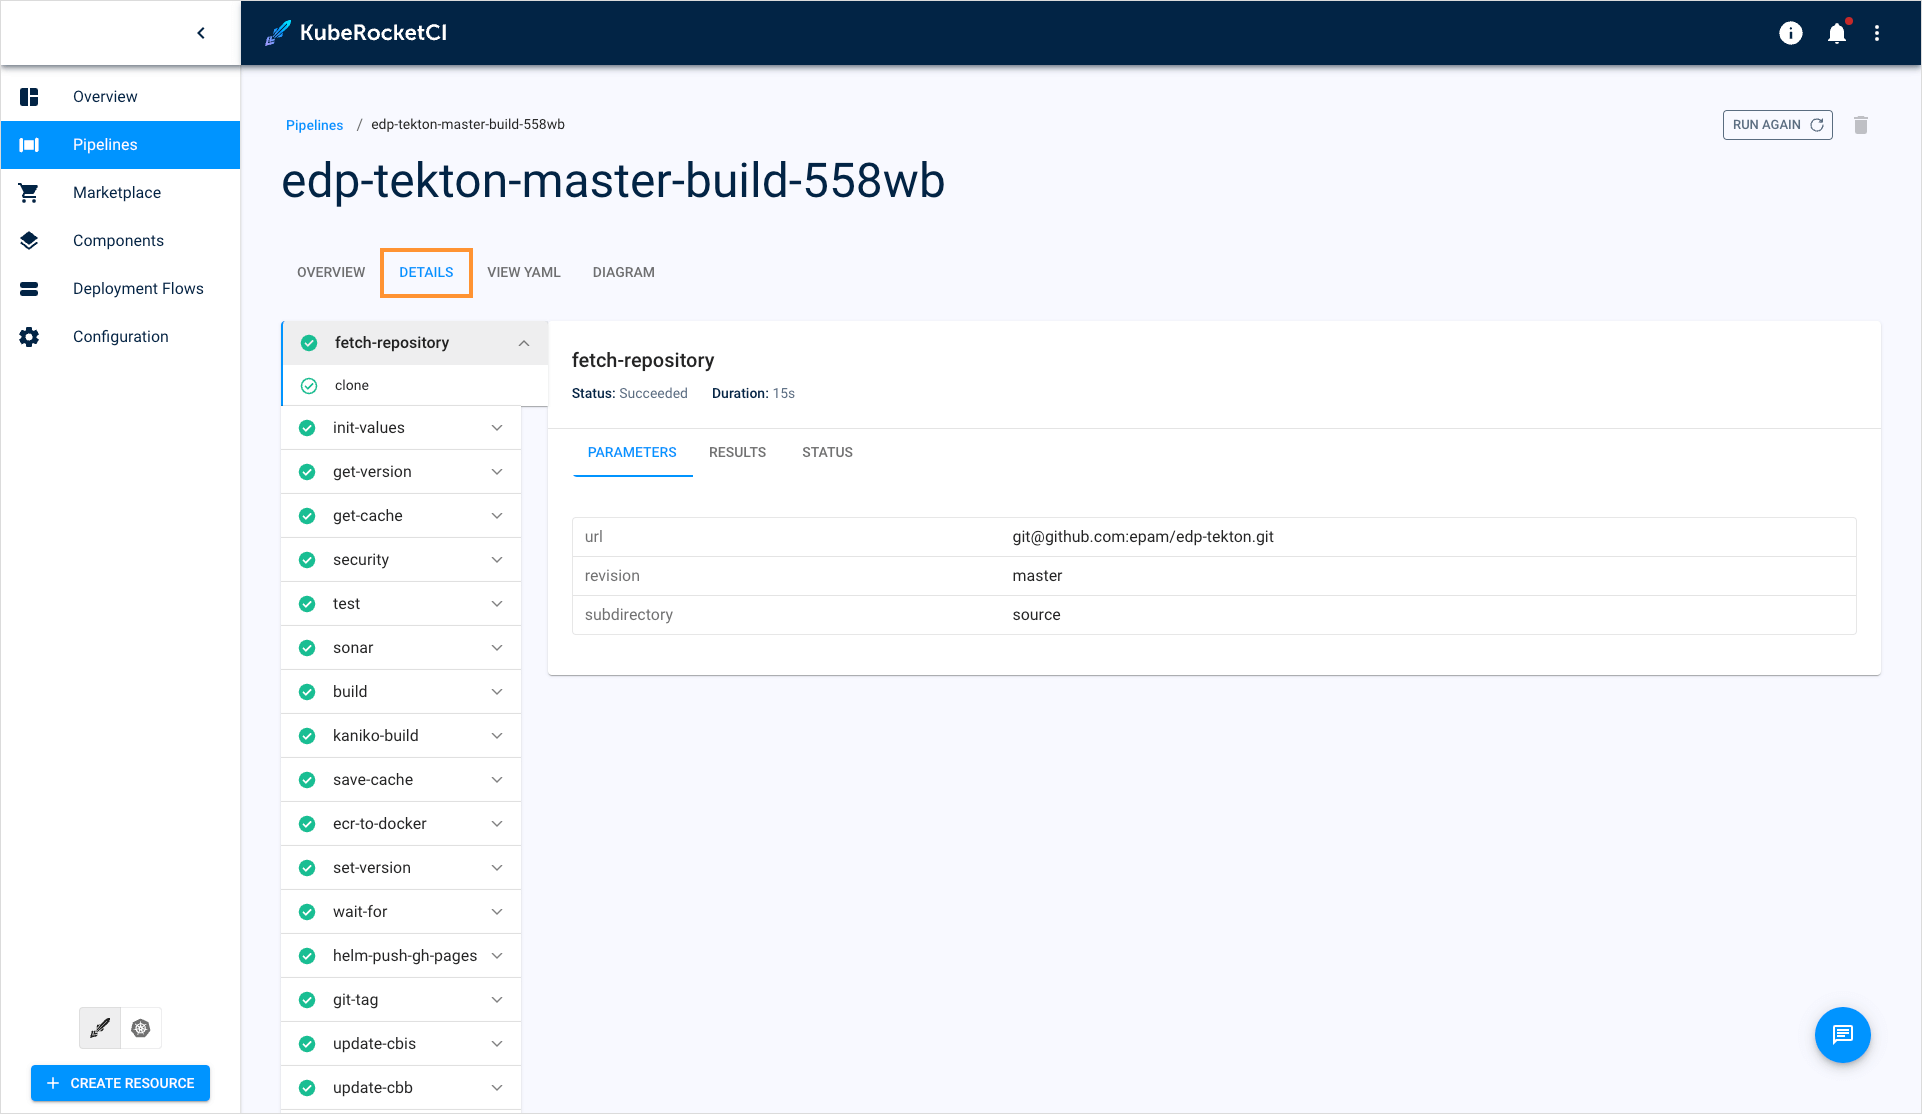 KubeRocketCI
Overview
Pipelines
Marketplace
Components
Deployment Flows
Configuration
CREATE RESOURCE
Pipelines / edp-tekton-master-build-558wb
RUN AGAIN
edp-tekton-master-build-558wb
OVERVIEW DETAILS VIEW YAML DIAGRAM
fetch-repository
clone
init-values
get-version
get-cache
security
test
sonar
build
kaniko-build
save-cache
ecr-to-docker
set-version
wait-for
helm-push-gh-pages
git-tag
update-cbis
update-cbb
fetch-repository
Status: Succeeded Duration: 15s
PARAMETERS RESULTS STATUS
url git@github.com:epam/edp-tekton.git
revision master
subdirectory source